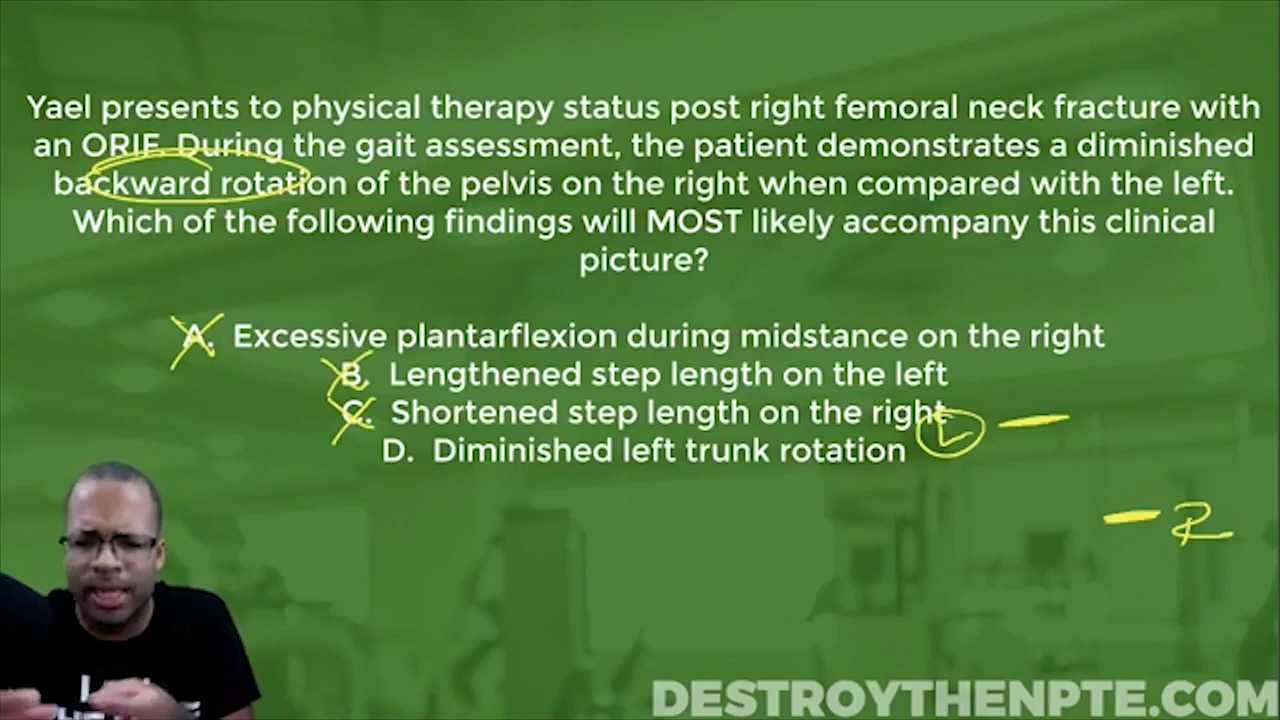 Yael presents to physical therapy status post right femoral neck fracture with
an ORIF. During the gait assessment, the patient demonstrates a diminished
backward rotation of the pelvis on the right when compared with the left.
Which of the following findings will MOST likely accompany this clinical
picture?
A. Excessive plantarflexion during midstance on the right
B. Lengthened step length on the left
C. Shortened step length on the right
L
D. Diminished left trunk rotation
R
DESTROYTHENPTE.COM